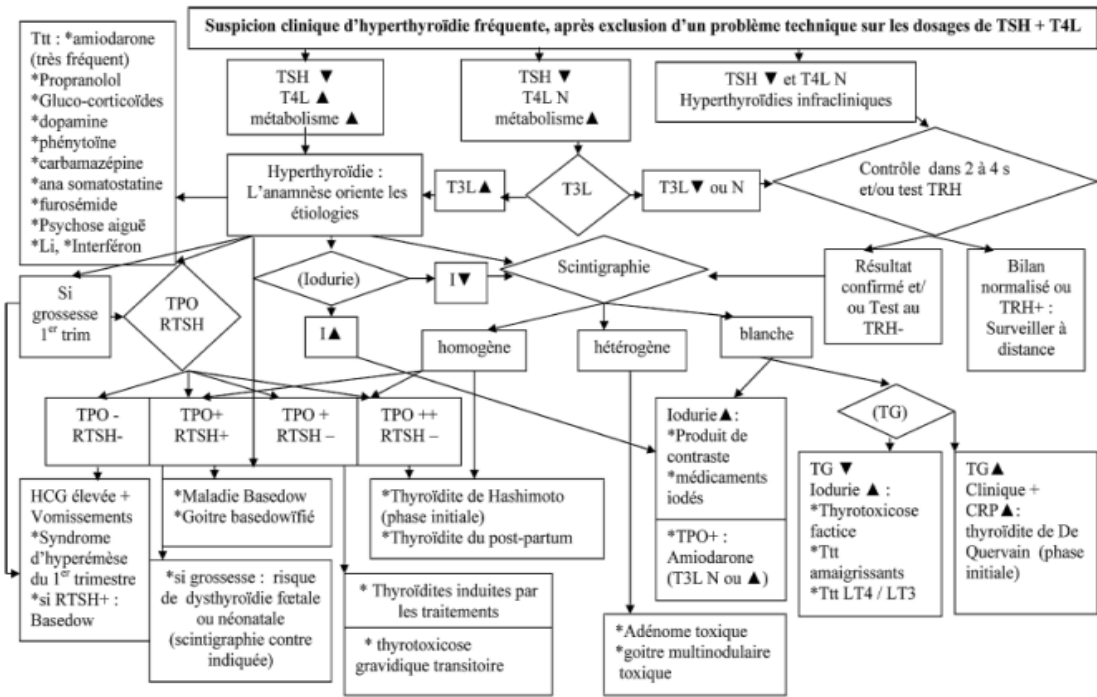 Suspicion clinique d'hyperthyroïdie fréquente, après exclusion d'un problème technique sur les dosages de TSH + T4L
Ttt : *amiodarone
(très fréquent)
*Propranolol
*Gluco-corticoïdes
*dopamine
*phénytoïne
*carbamazépine
*ana somatostatine
*furosémide
*Psychose aiguë
*Li, *Interféron
TSH ▼
T4L ▲
métabolisme ▲
TSH ▼
T4L N
métabolisme▲
TSH ▼ et T4L N
Hyperthyroïdies infracliniques
Hyperthyroïdie :
L'anamnèse oriente les
étiologies
T3L▲
T3L
T3L▼ ou N
Contrôle dans 2 à 4 s
et/ou test TRH
Si
grossesse
1er trim
TPO
RTSH
(Iodurie)
I▼
I▲
Scintigraphie
Résultat
confirmé et/
ou Test au
TRH-
Bilan
normalisé ou
TRH+ :
Surveiller à
distance
homogène
hétérogène
blanche
TPO -
RTSH-
TPO+
RTSH+
TPO +
RTSH –
TPO ++
RTSH –
(TG)
HCG élevée +
Vomissements
*Syndrome
d'hyperémèse
du 1er trimestre
*si RTSH+ :
Basedow
*Maladie Basedow
*Goitre basedowïfié
*Thyroïdite de Hashimoto
(phase initiale)
*Thyroïdite du post-partum
Iodurie▲:
*Produit de
contraste
*médicaments
iodés
*TPO+ :
Amiodarone
(T3L N ou ▲)
TG ▼
Iodurie ▲ :
*Thyrotoxicose
factice
*Ttt
amaigrissants
*Ttt LT4 / LT3
TG▲
Clinique +
CRP▲:
thyroïdite de De
Quervain (phase
initiale)
*si grossesse : risque
de dysthyroïdie fœtale
ou néonatale
(scintigraphie contre
indiquée)
* Thyroïdites induites par
les traitements
* thyrotoxicose
gravidique transitoire
*Adénome toxique
*goitre multinodulaire
toxique